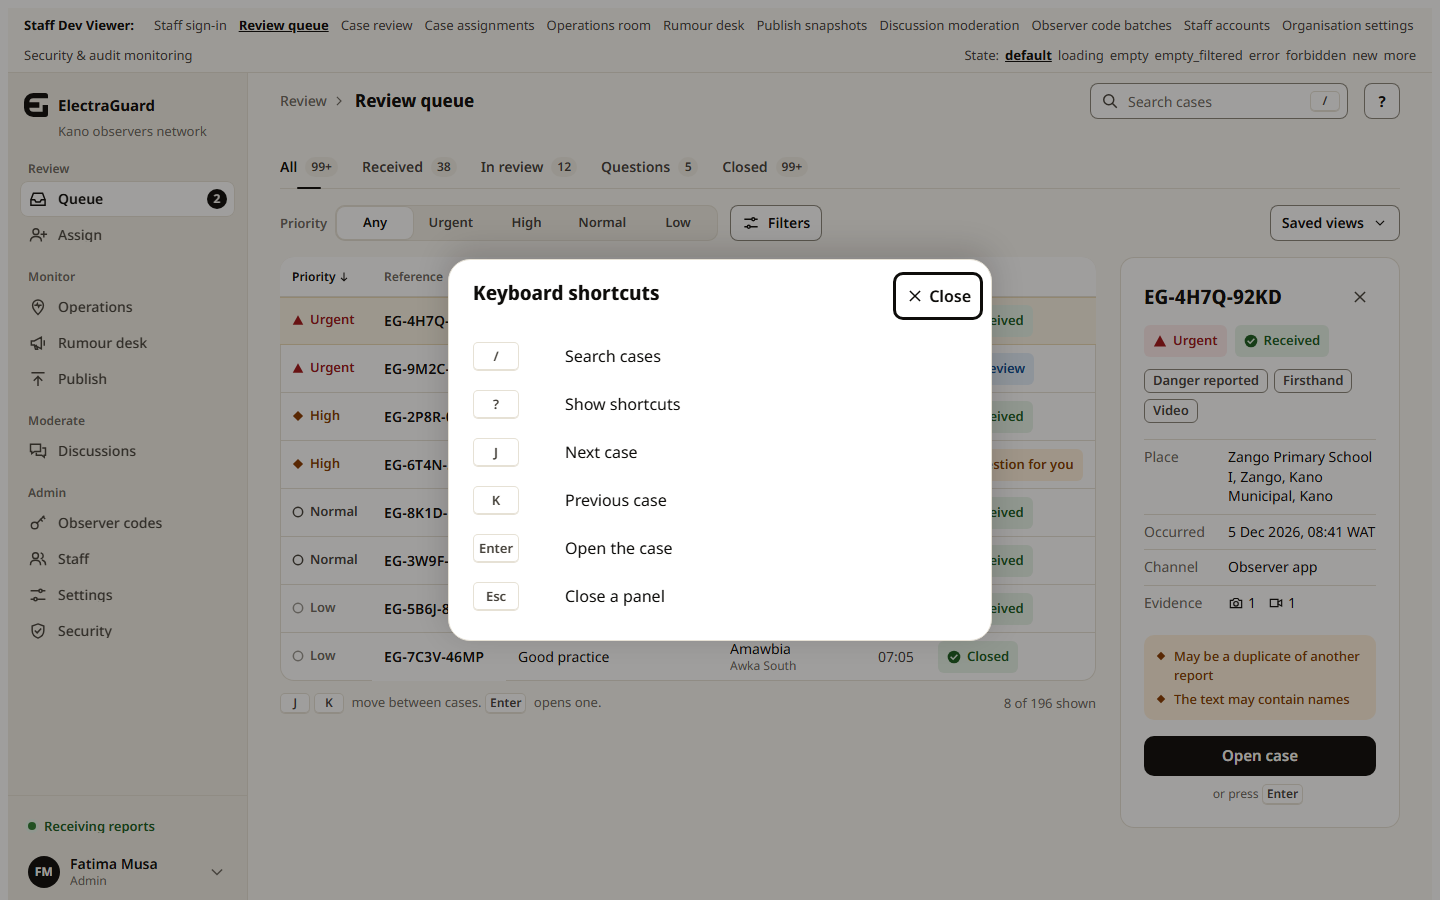 Staff Dev Viewer: Staff sign-in Review queue Case review Case assignments Operations room Rumour desk Publish snapshots Discussion moderation Observer code batches Staff accounts Organisation settings
Security & audit monitoring State: default loading empty empty_filtered error forbidden new more
ElectraGuard
Kano observers network
Review
Queue 2
Assign
Monitor
Operations
Rumour desk
Publish
Moderate
Discussions
Admin
Observer codes
Staff
Settings
Security
Receiving reports
FM Fatima Musa
Admin
Review > Review queue
Search cases /
?
All 99+ Received 38 In review 12 Questions 5 Closed 99+
Priority Any Urgent High Normal Low Filters Saved views
Priority ↓ Reference
Urgent EG-4H7Q-
Urgent EG-9M2C-
High EG-2P8R-
High EG-6T4N- stion for you
Normal EG-8K1D-
Normal EG-3W9F-
Low EG-5B6J-8
Low EG-7C3V-46MP Good practice Amawbia 07:05 Closed
Awka South
J K move between cases. Enter opens one. 8 of 196 shown
Keyboard shortcuts
Close
/ Search cases
? Show shortcuts
J Next case
K Previous case
Enter Open the case
Esc Close a panel
EG-4H7Q-92KD
Urgent Received
Danger reported Firsthand
Video
Place Zango Primary School
I, Zango, Kano
Municipal, Kano
Occurred 5 Dec 2026, 08:41 WAT
Channel Observer app
Evidence 1 1
May be a duplicate of another
report
The text may contain names
Open case
or press Enter